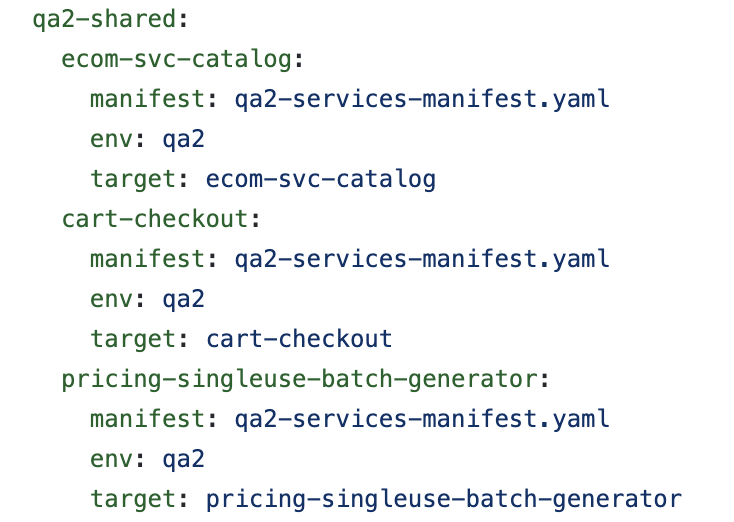 qa2-shared:
  ecom-svc-catalog:
    manifest: qa2-services-manifest.yaml
    env: qa2
    target: ecom-svc-catalog
  cart-checkout:
    manifest: qa2-services-manifest.yaml
    env: qa2
    target: cart-checkout
  pricing-singleuse-batch-generator:
    manifest: qa2-services-manifest.yaml
    env: qa2
    target: pricing-singleuse-batch-generator